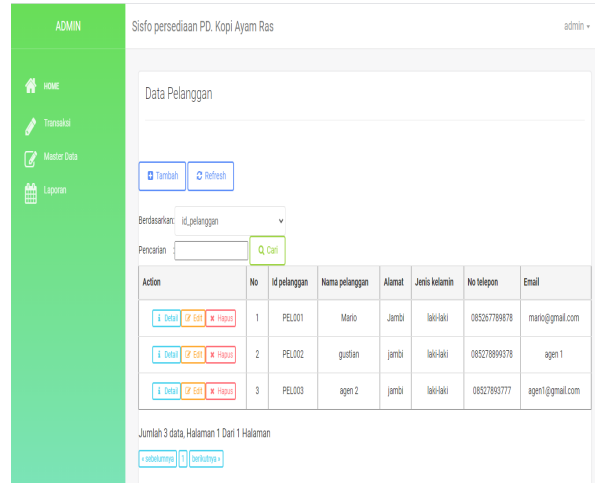 ADMIN
Sisfo persediaan PD. Kopi Ayam Ras
admin
HOME
Transaksi
Master Data
Laporan
Data Pelanggan
Tambah Refresh
Berdasarkan: id_pelanggan
Pencarian :
Cari
Action No Id pelanggan Nama pelanggan Alamat Jenis kelamin No telepon Email
Detail Edit Hapus 1 PEL001 Mario Jambi laki-laki 085267789878 mario@gmail.com
Detail Edit Hapus 2 PEL002 gustian jambi laki-laki 085278899378 agen 1
Detail Edit Hapus 3 PEL003 agen 2 jambi laki-laki 08527893777 agen1@gmail.com
Jumlah 3 data, Halaman 1 Dari 1 Halaman
« sebelumnya 1 berikutnya »